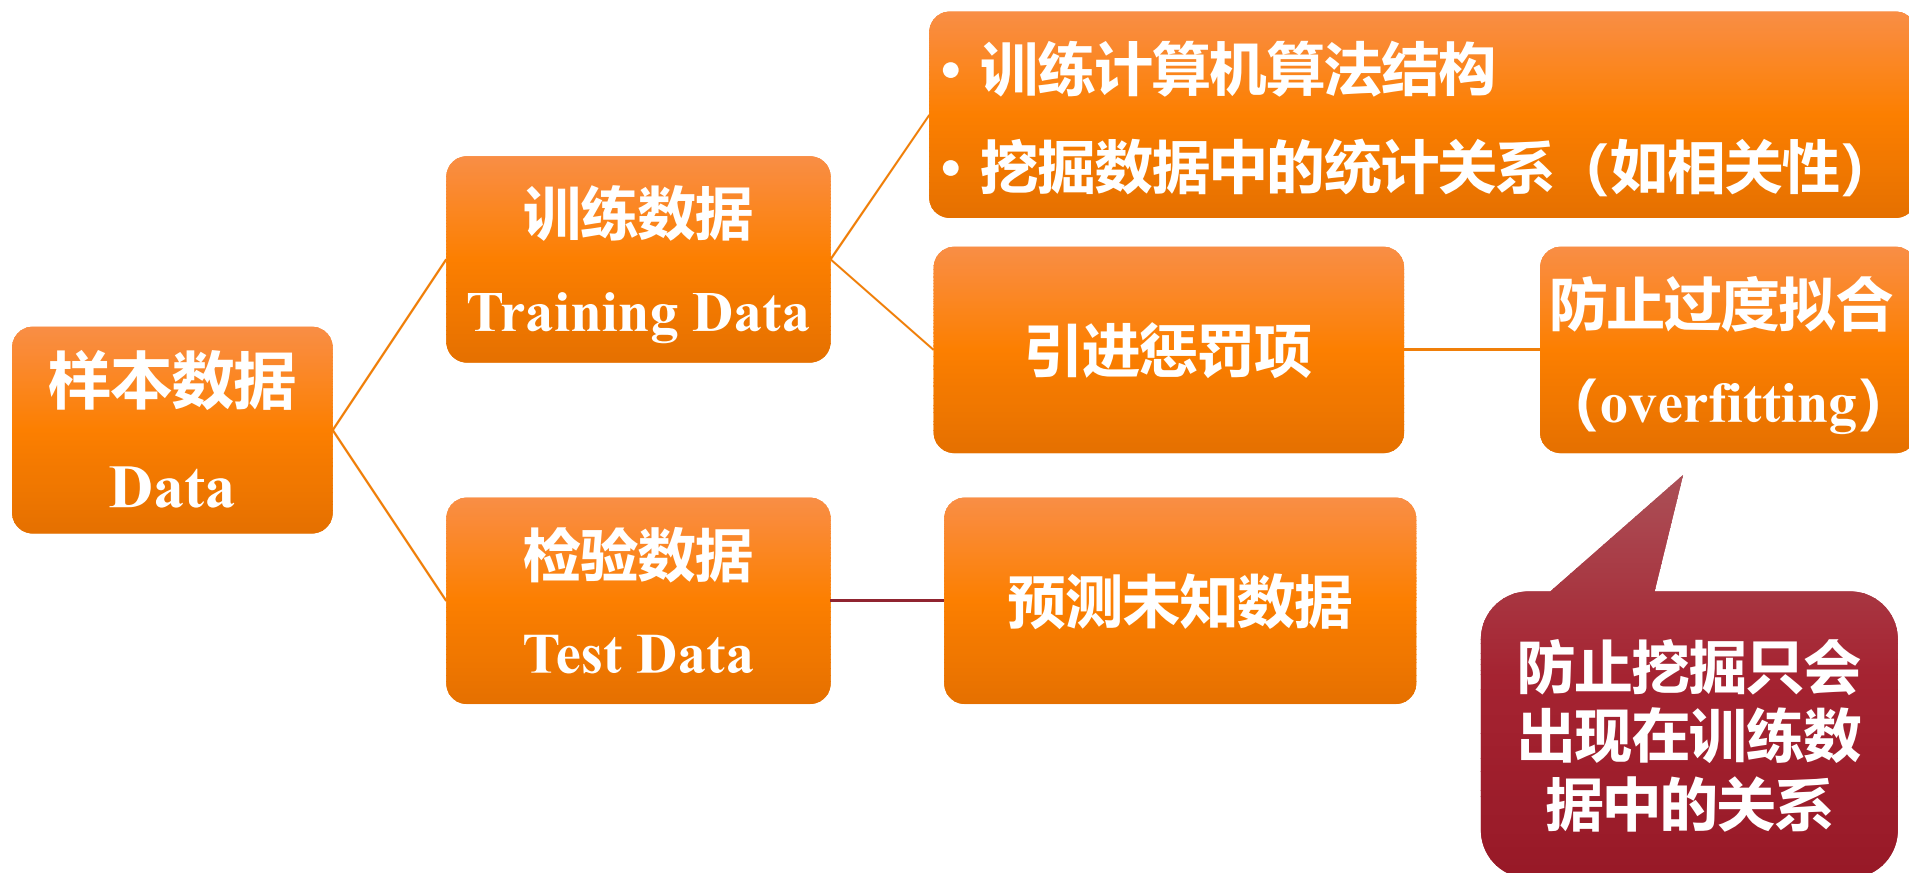 样本数据
Data
训练数据
Training Data
• 训练计算机算法结构
• 挖掘数据中的统计关系（如相关性）
引进惩罚项
防止过度拟合
（overfitting）
检验数据
Test Data
预测未知数据
防止挖掘只会
出现在训练数
据中的关系